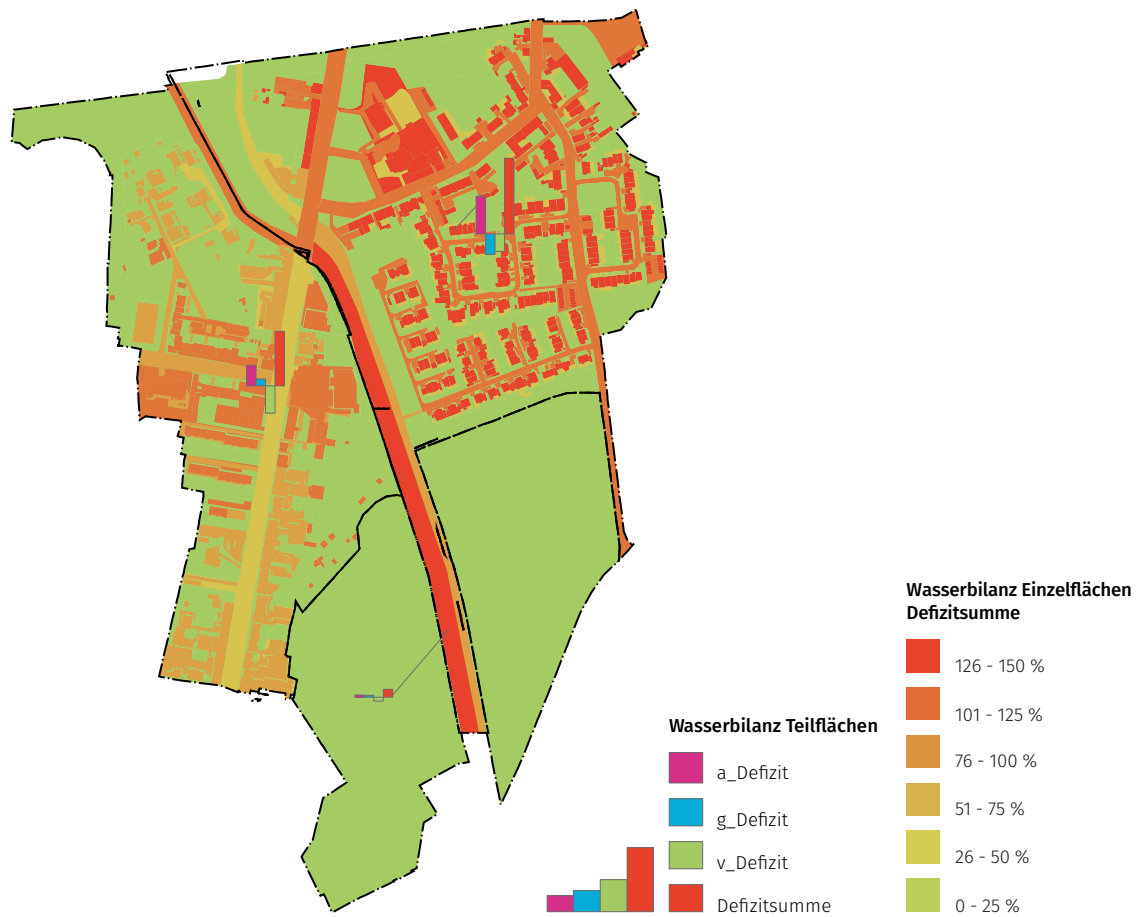 Wasserbilanz Teilflächen
a_Defizit
g_Defizit
v_Defizit
Defizitsumme
Wasserbilanz Einzelflächen
Defizitsumme
126 - 150 %
101 - 125 %
76 - 100 %
51 - 75 %
26 - 50 %
0 - 25 %